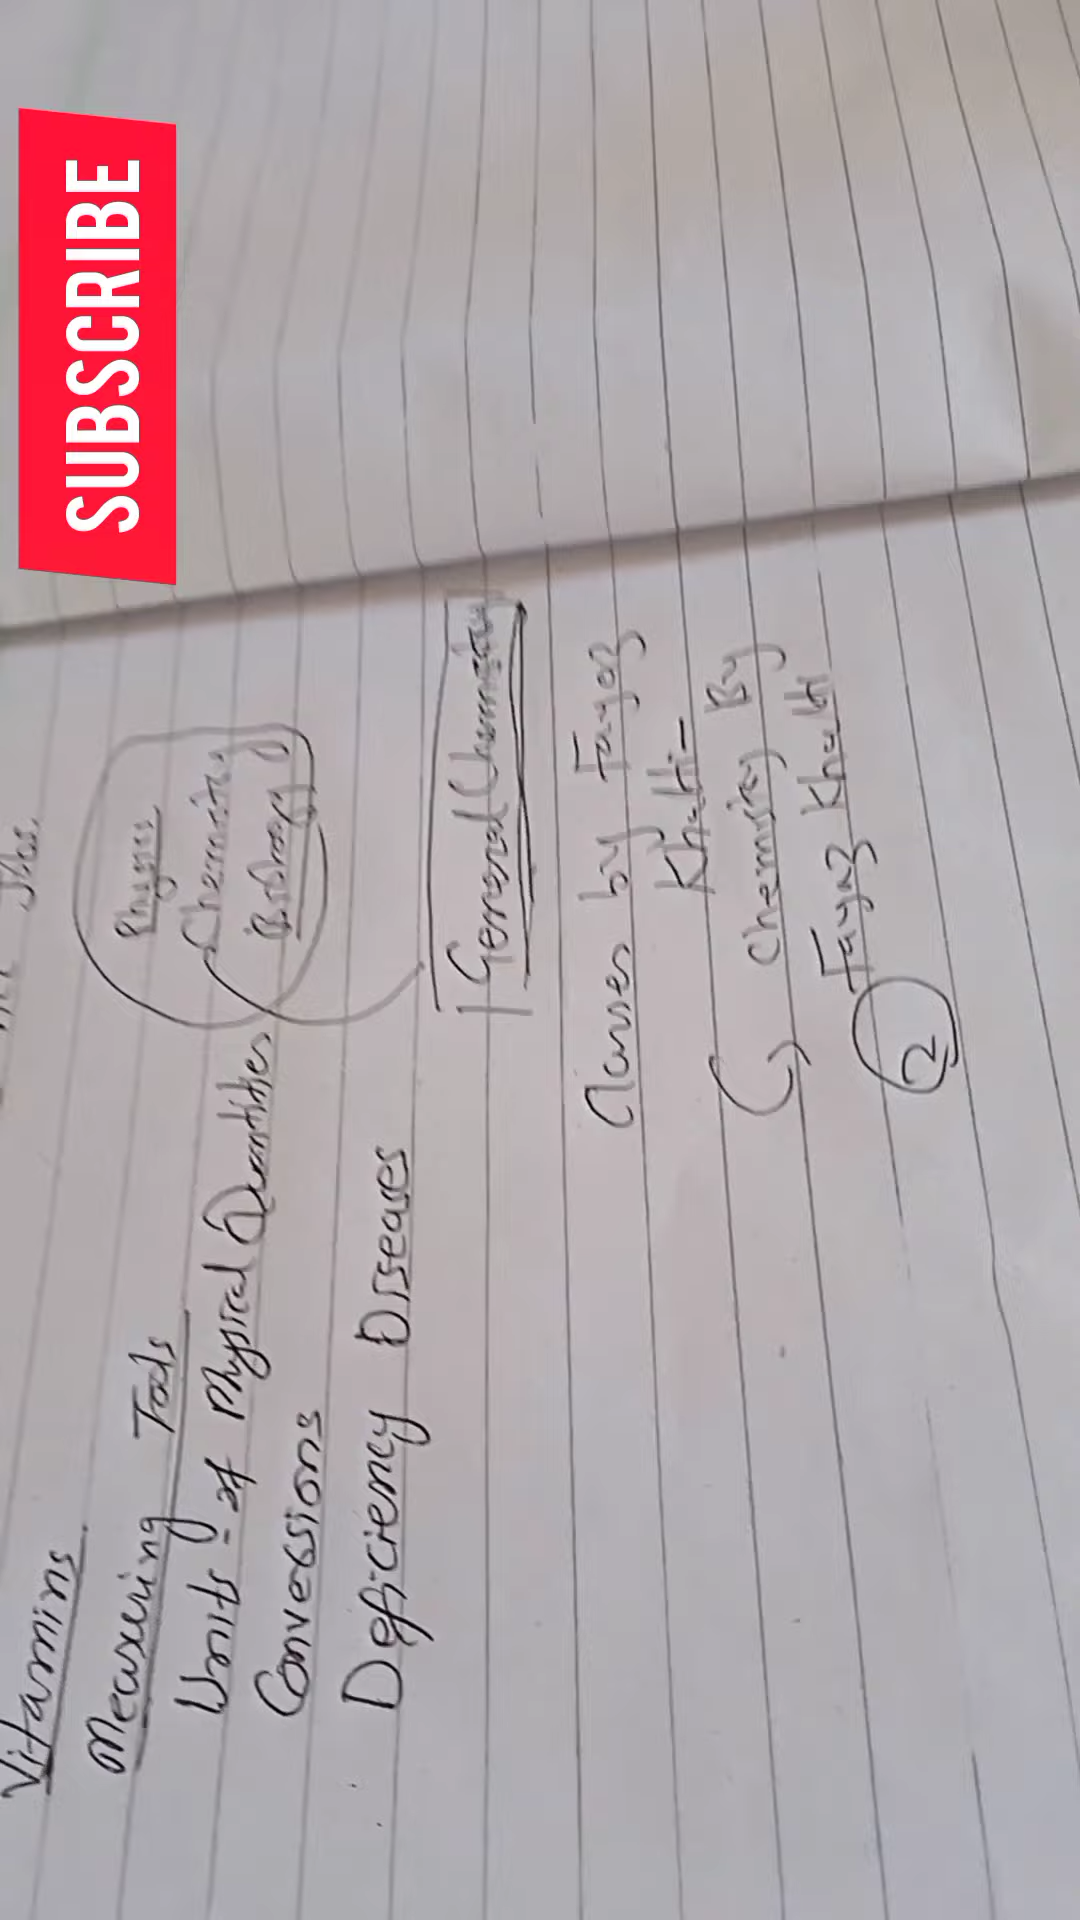 SUBSCRIBE
Vitamins
Measuring Tools
Units - of Physical Quantities
Conversions
Deficiency Diseases
Physics
Chemistry
Biology
General Chemistry
Classes by Fayaz
Khatti-
Chemistry By
Fayaz Khatti
2